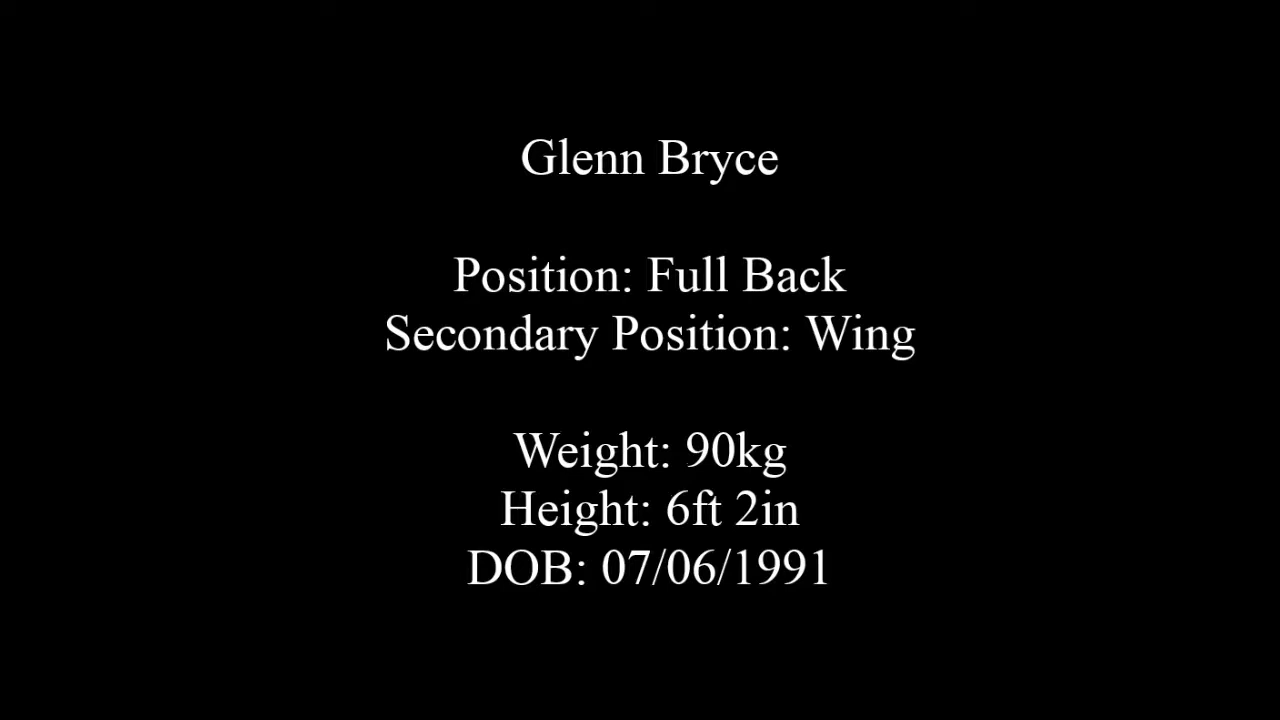 Glenn Bryce
Position: Full Back
Secondary Position: Wing
Weight: 90kg
Height: 6ft 2in
DOB: 07/06/1991